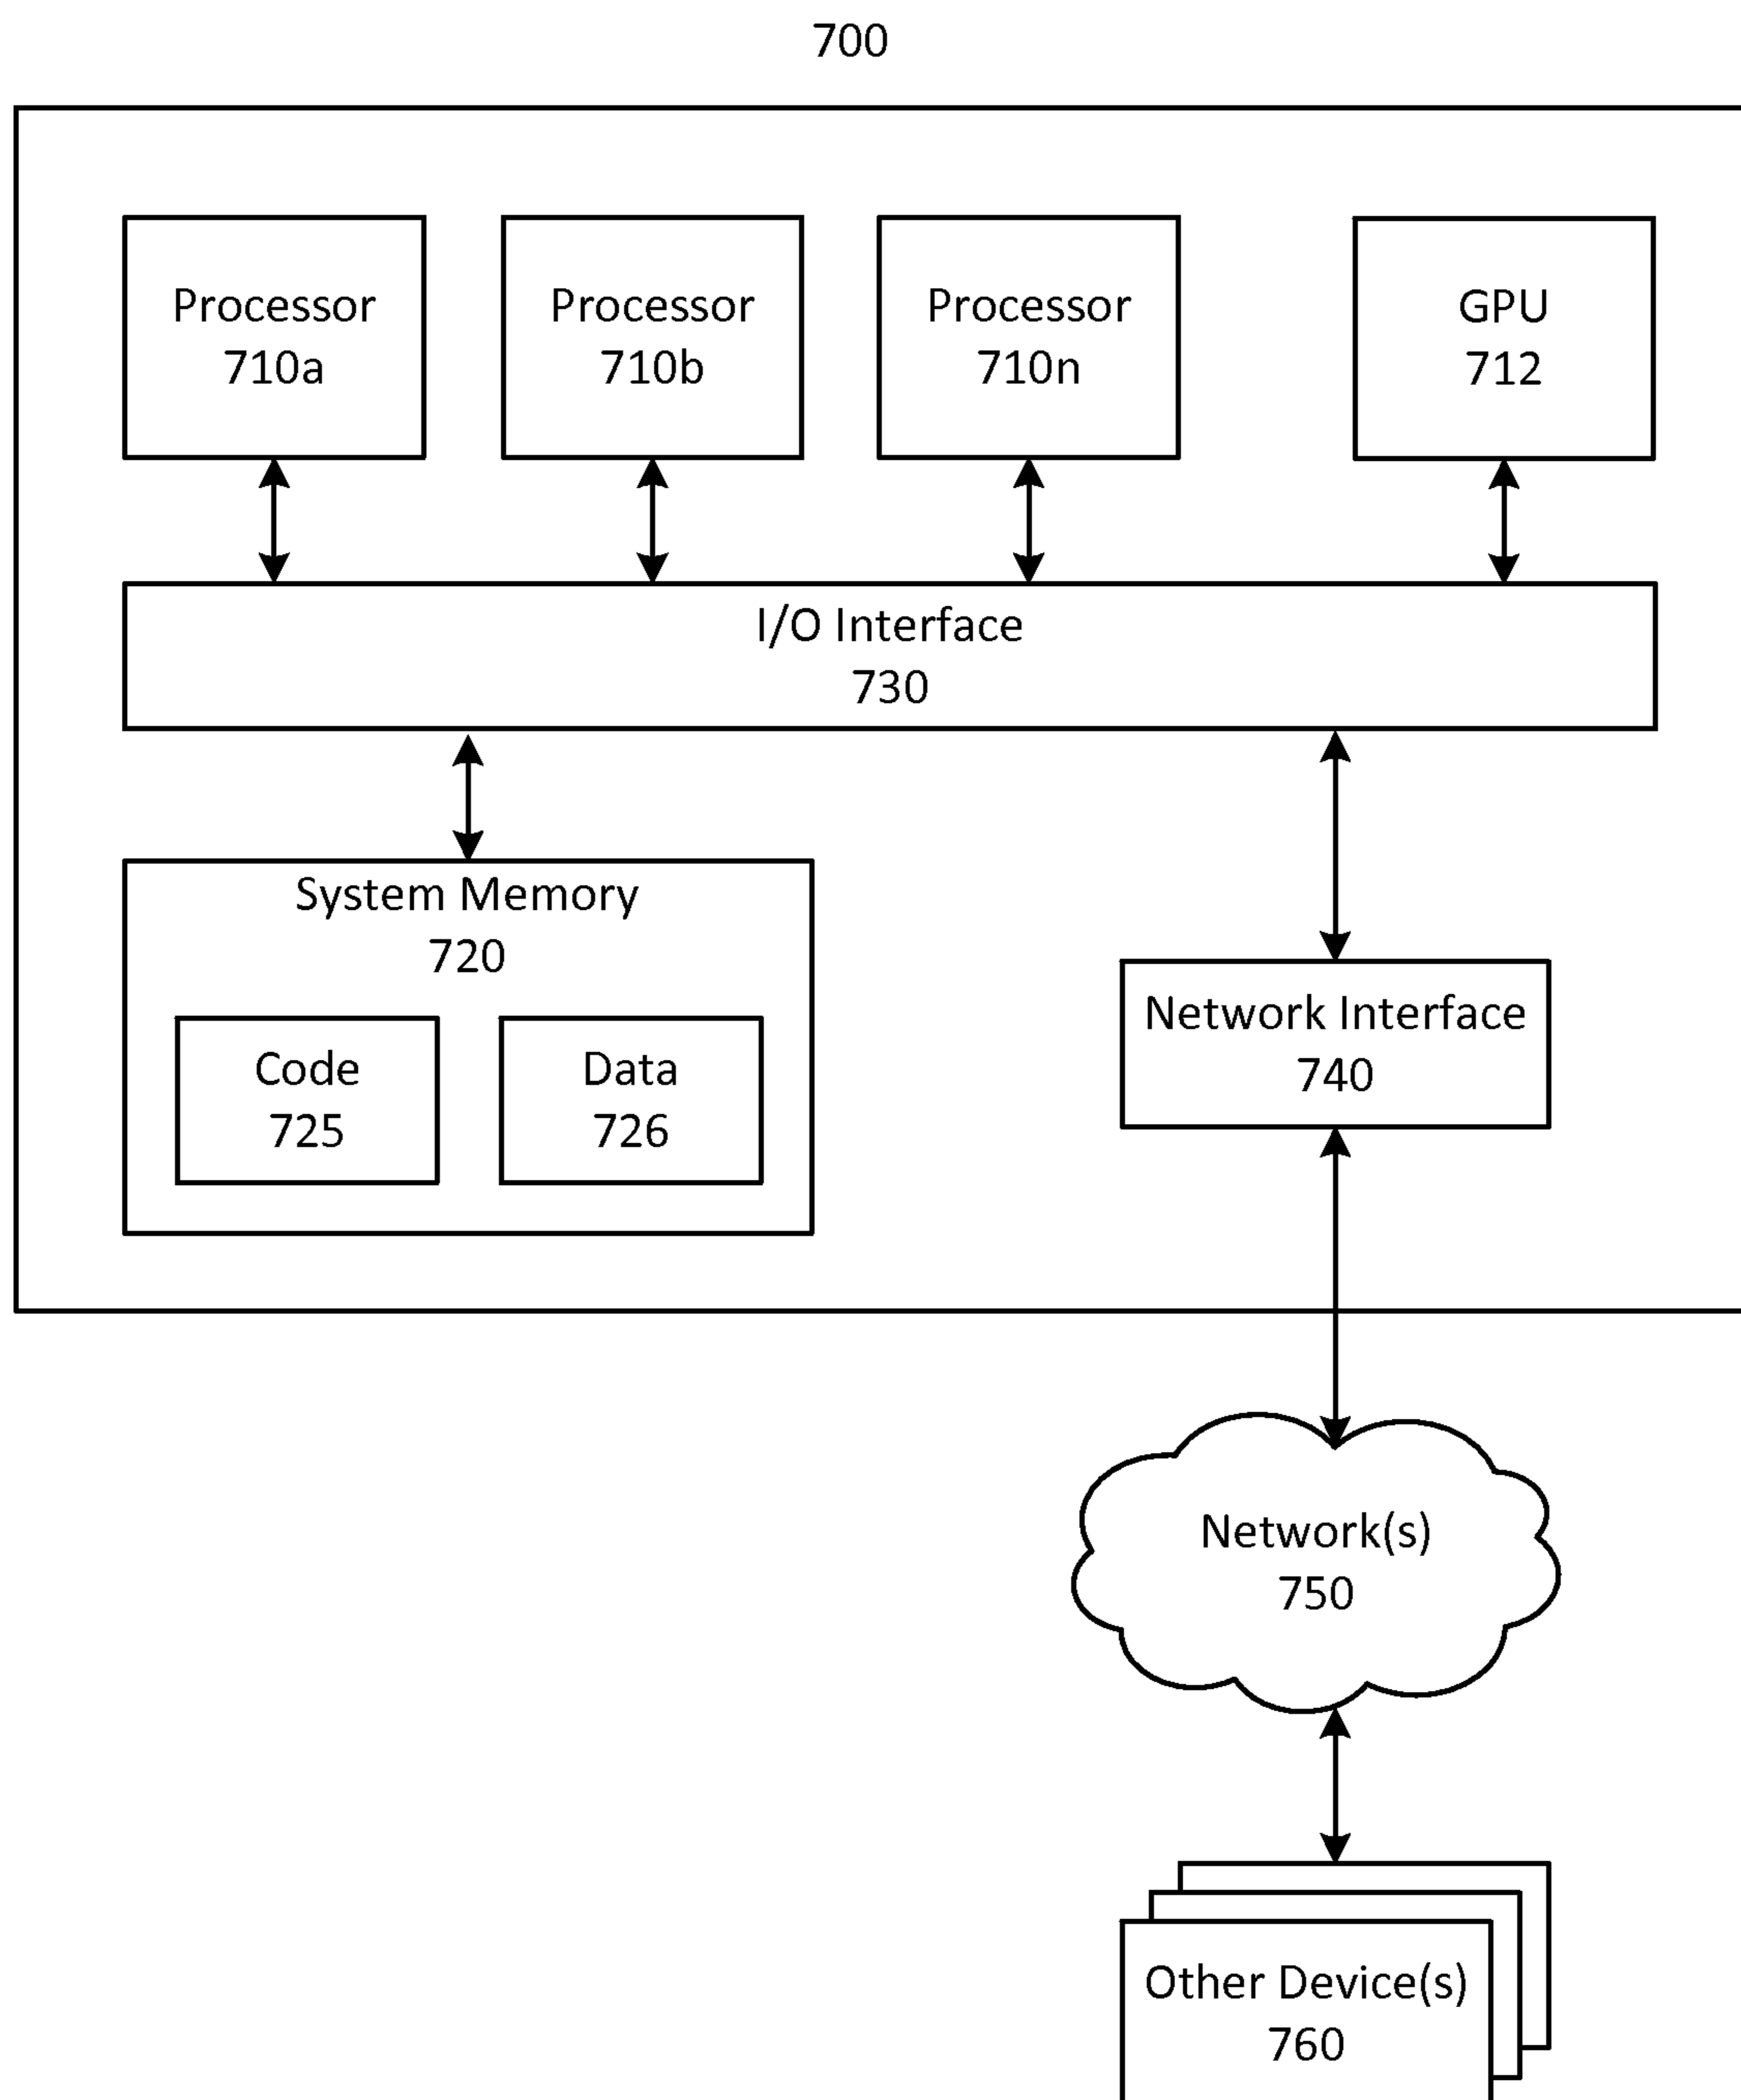 700
Processor
710a
Processor
710b
Processor
710n
GPU
712
I/O Interface
730
System Memory
720
Code
725
Data
726
Network Interface
740
Network(s)
750
Other Device(s)
760